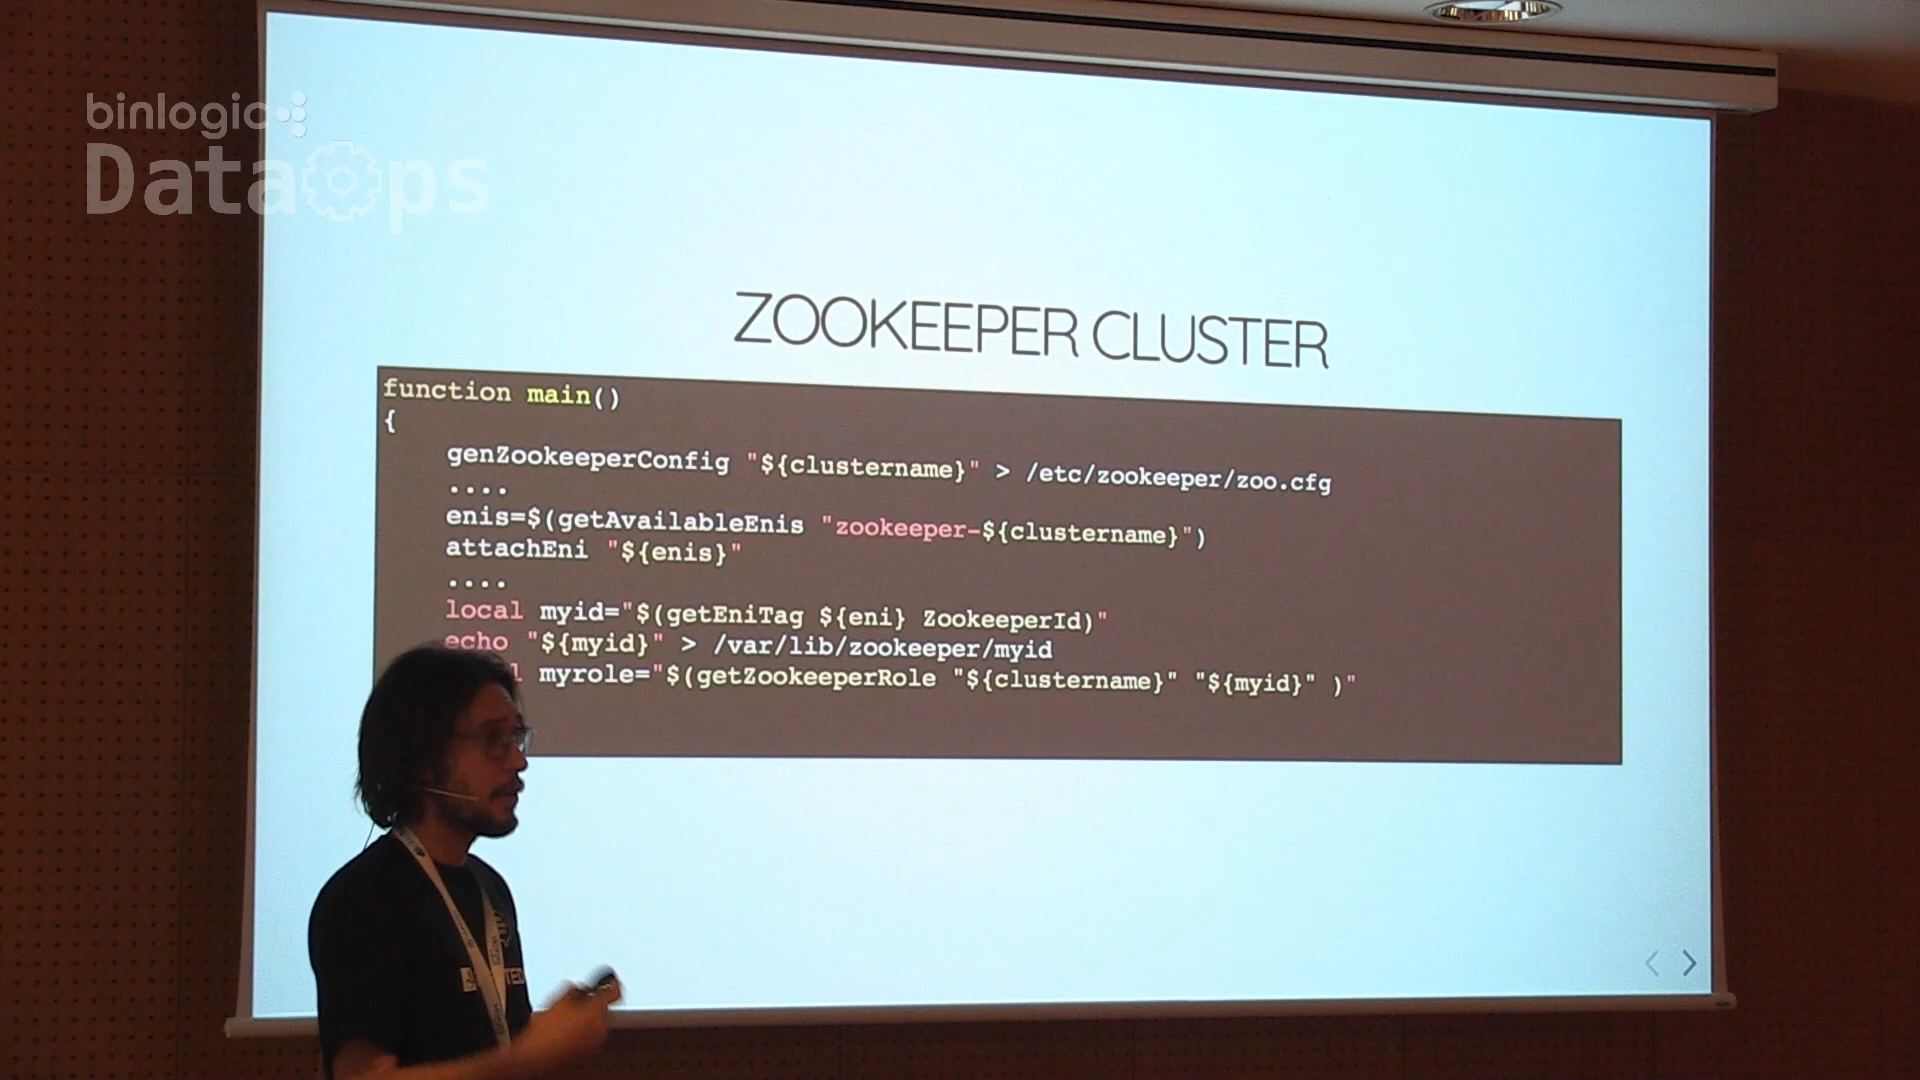 binlogic
DataOps
ZOOKEEPER CLUSTER
function main()
{
genZookeeperConfig "${clustername}" > /etc/zookeeper/zoo.cfg
....
enis=$(getAvailableEnis "zookeeper-${clustername}")
attachEni "${enis}"
....
local myid="$(getEniTag ${eni} ZookeeperId)"
echo "${myid}" > /var/lib/zookeeper/myid
myrole="$(getZookeeperRole "${clustername}" "${myid}" )"